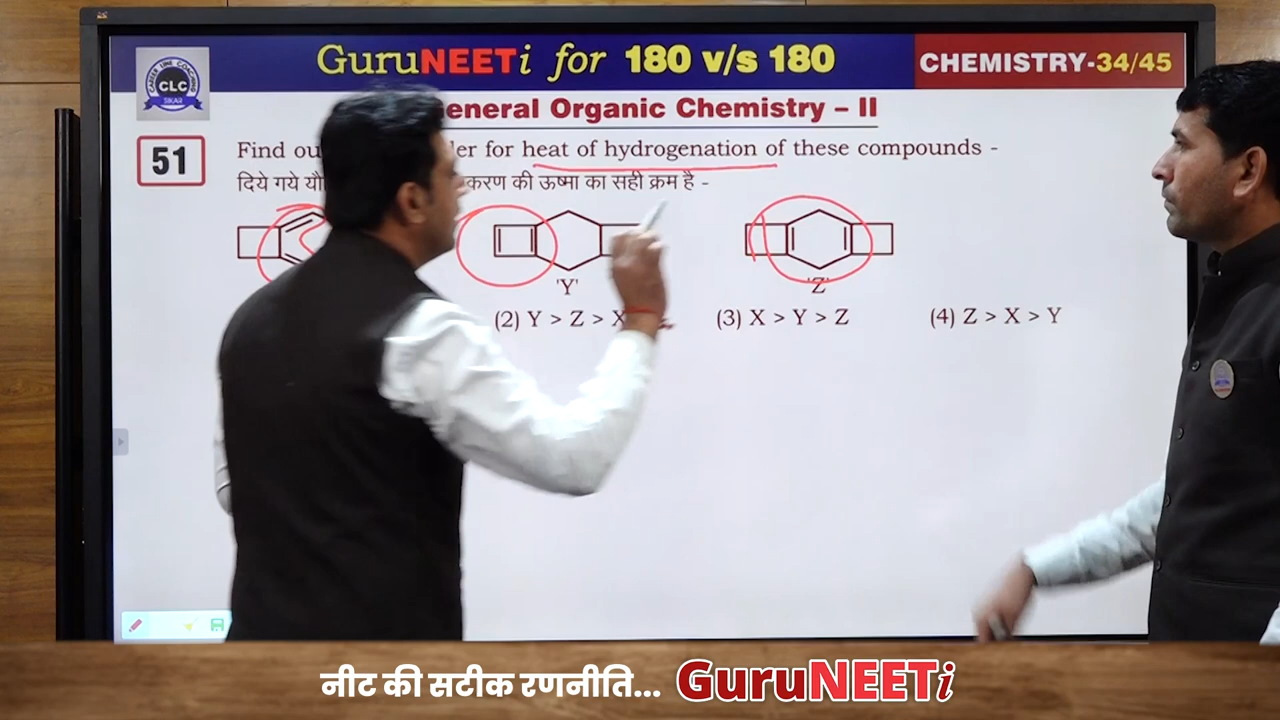 GuruNEETi for 180 v/s 180
CHEMISTRY-34/45
CLC
SIKAR
eneral Organic Chemistry – II
51
Find ou
ler for heat of hydrogenation of these compounds -
दिये गये यौ
करण की ऊष्मा का सही क्रम है -
'Y'
'Z'
(2) Y > Z > X
(3) X > Y > Z
(4) Z > X > Y
नीट की सटीक रणनीति... GuruNEETi